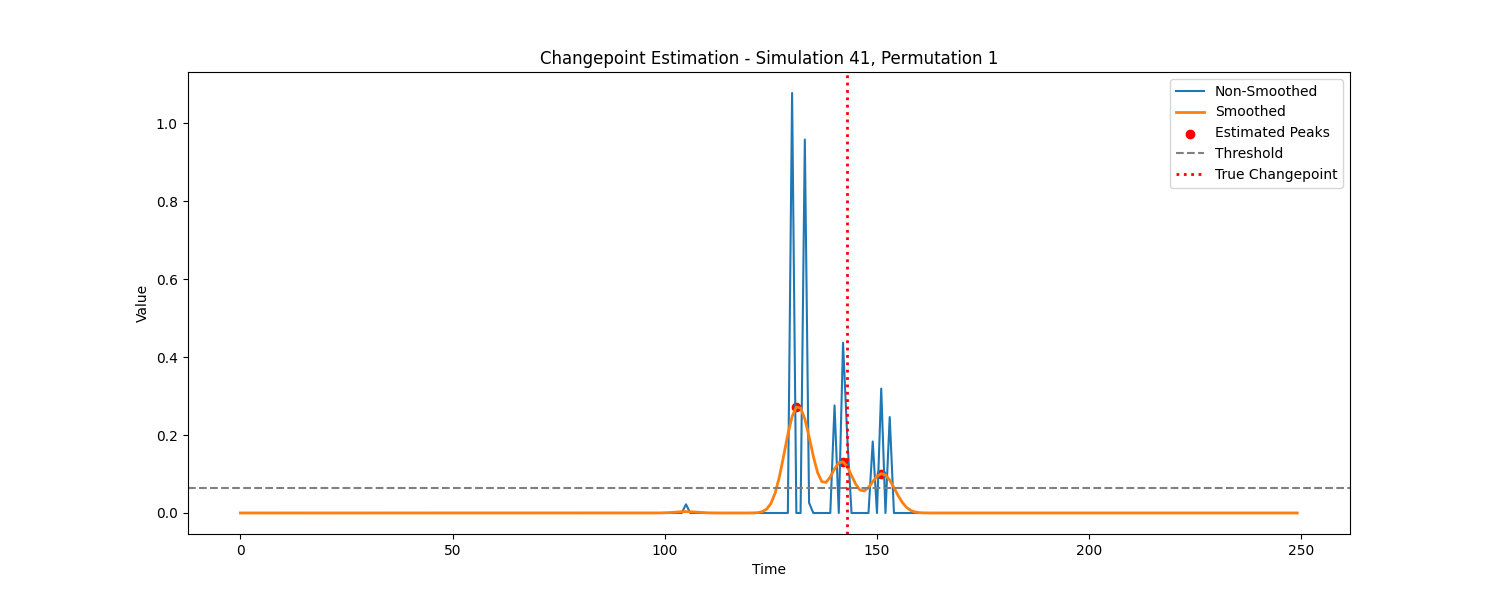 Changepoint Estimation - Simulation 41, Permutation 1
Non-Smoothed
Smoothed
Estimated Peaks
Threshold
True Changepoint
Value
1.0
0.8
0.6
0.4
0.2
0.0
0
50
100
150
200
250
Time